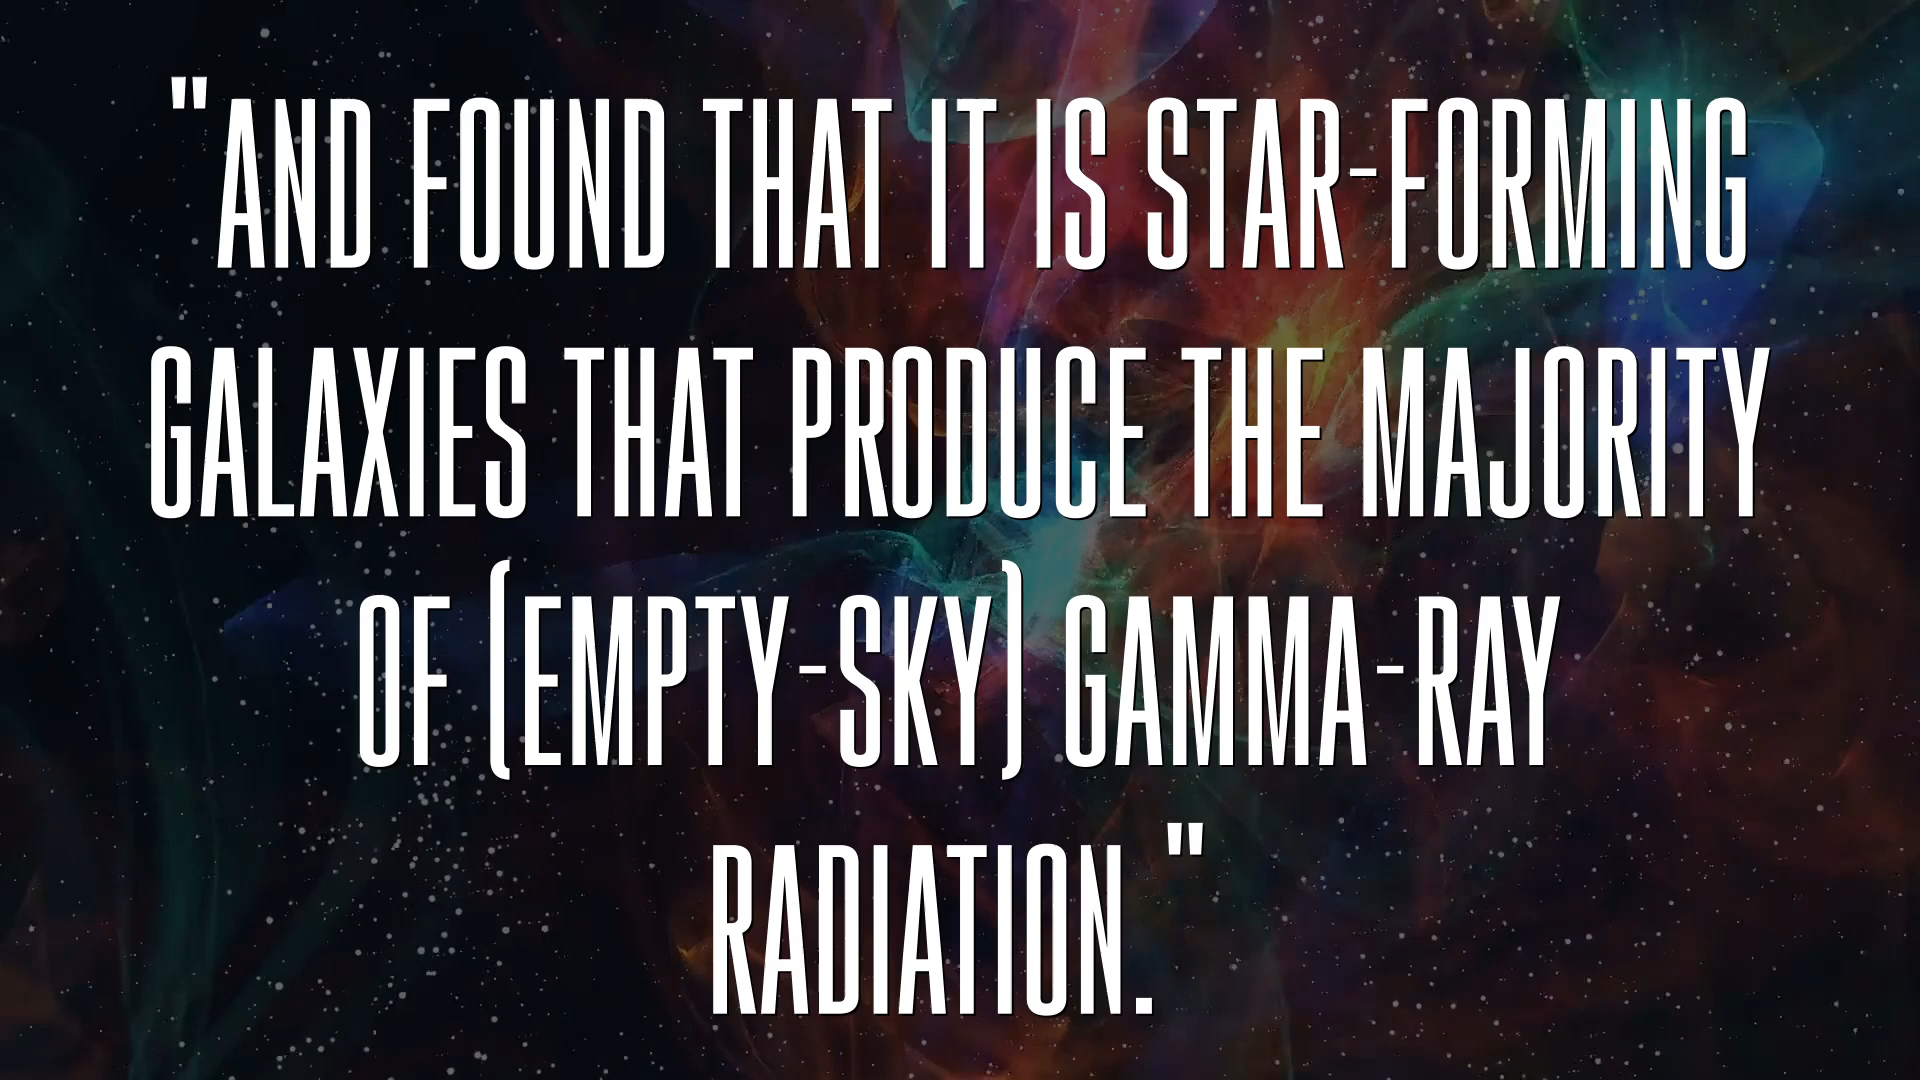 "AND FOUND THAT IT IS STAR-FORMING
GALAXIES THAT PRODUCE THE MAJORITY
OF (EMPTY-SKY) GAMMA-RAY
RADIATION."